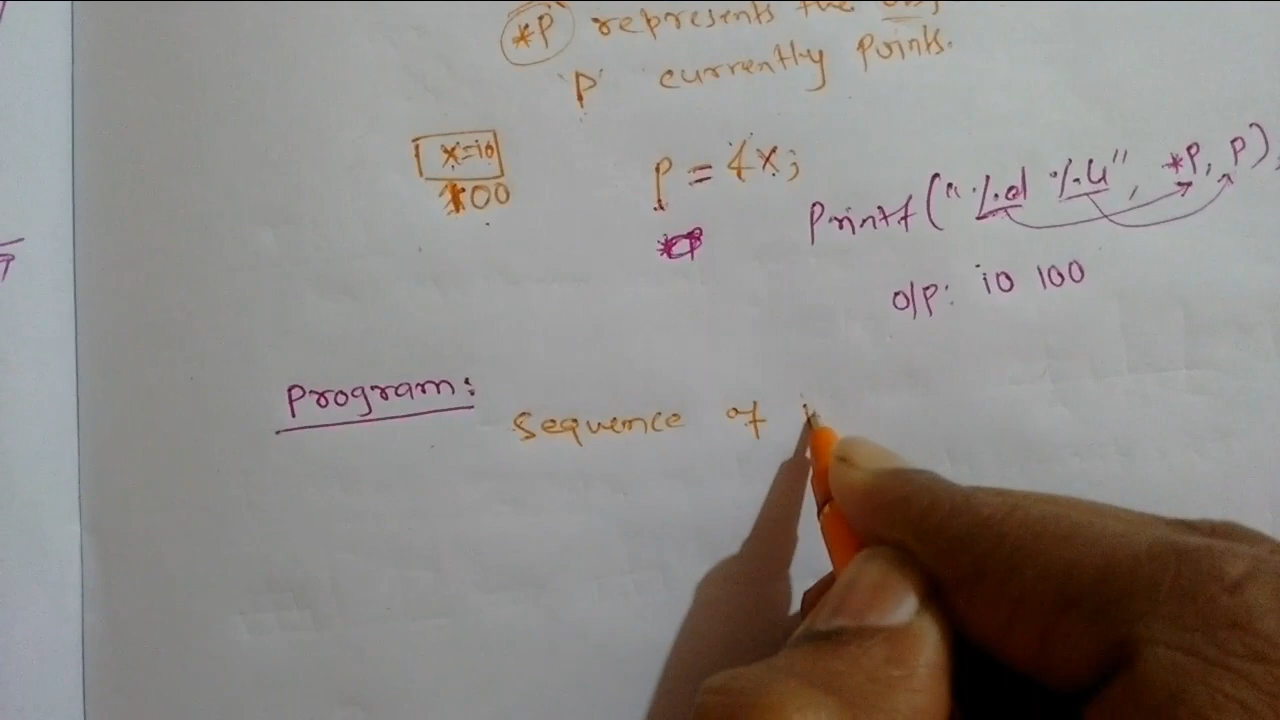 *P represents the
'P' currently points.
x=10
100
P = &x;
Printf("%d %u", *P, P);
*P
O/P: 10 100
Program:
Sequence of